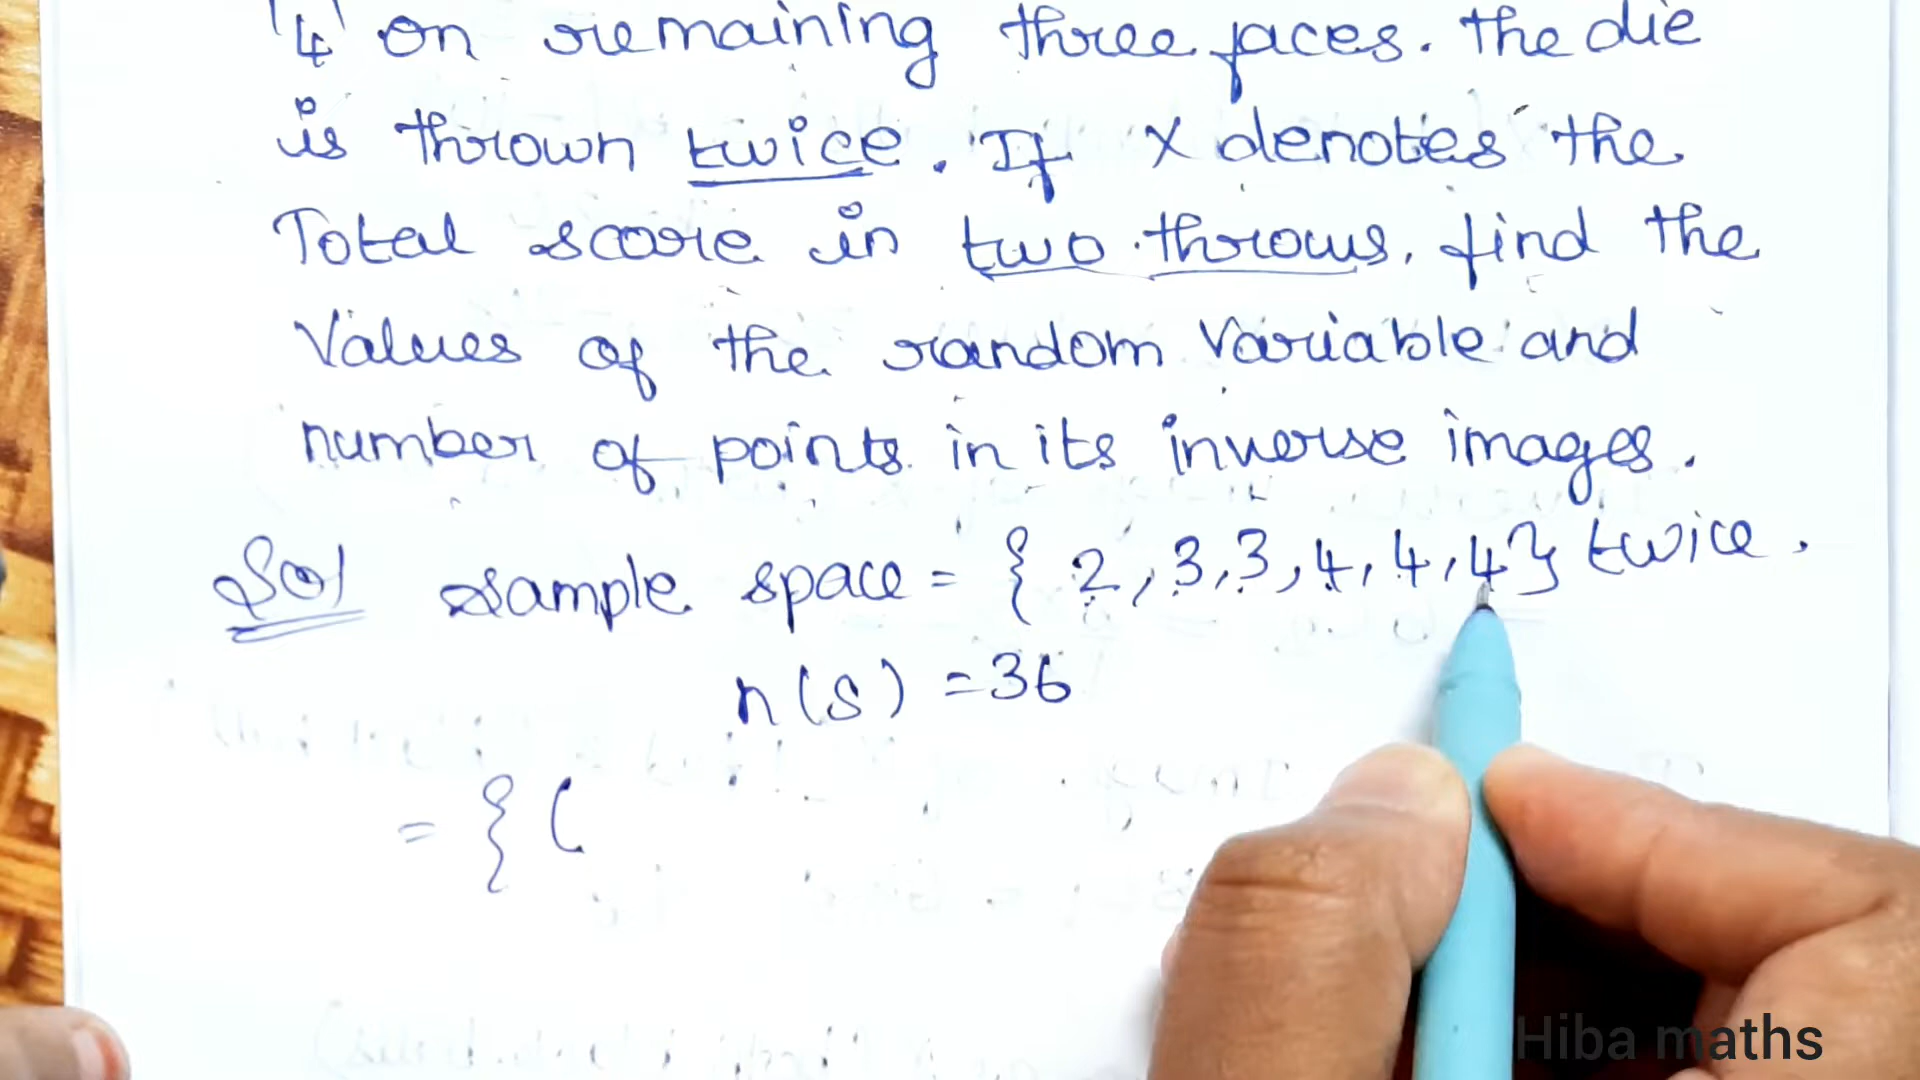 '4' on remaining three faces. The die
is thrown twice. If X denotes the
Total score in two throws, find the
Values of the random Variable and
number of points in its inverse images.
Sol Sample space = { 2, 3, 3, 4, 4, 4} twice.
n(S) = 36
= { (
Hiba maths